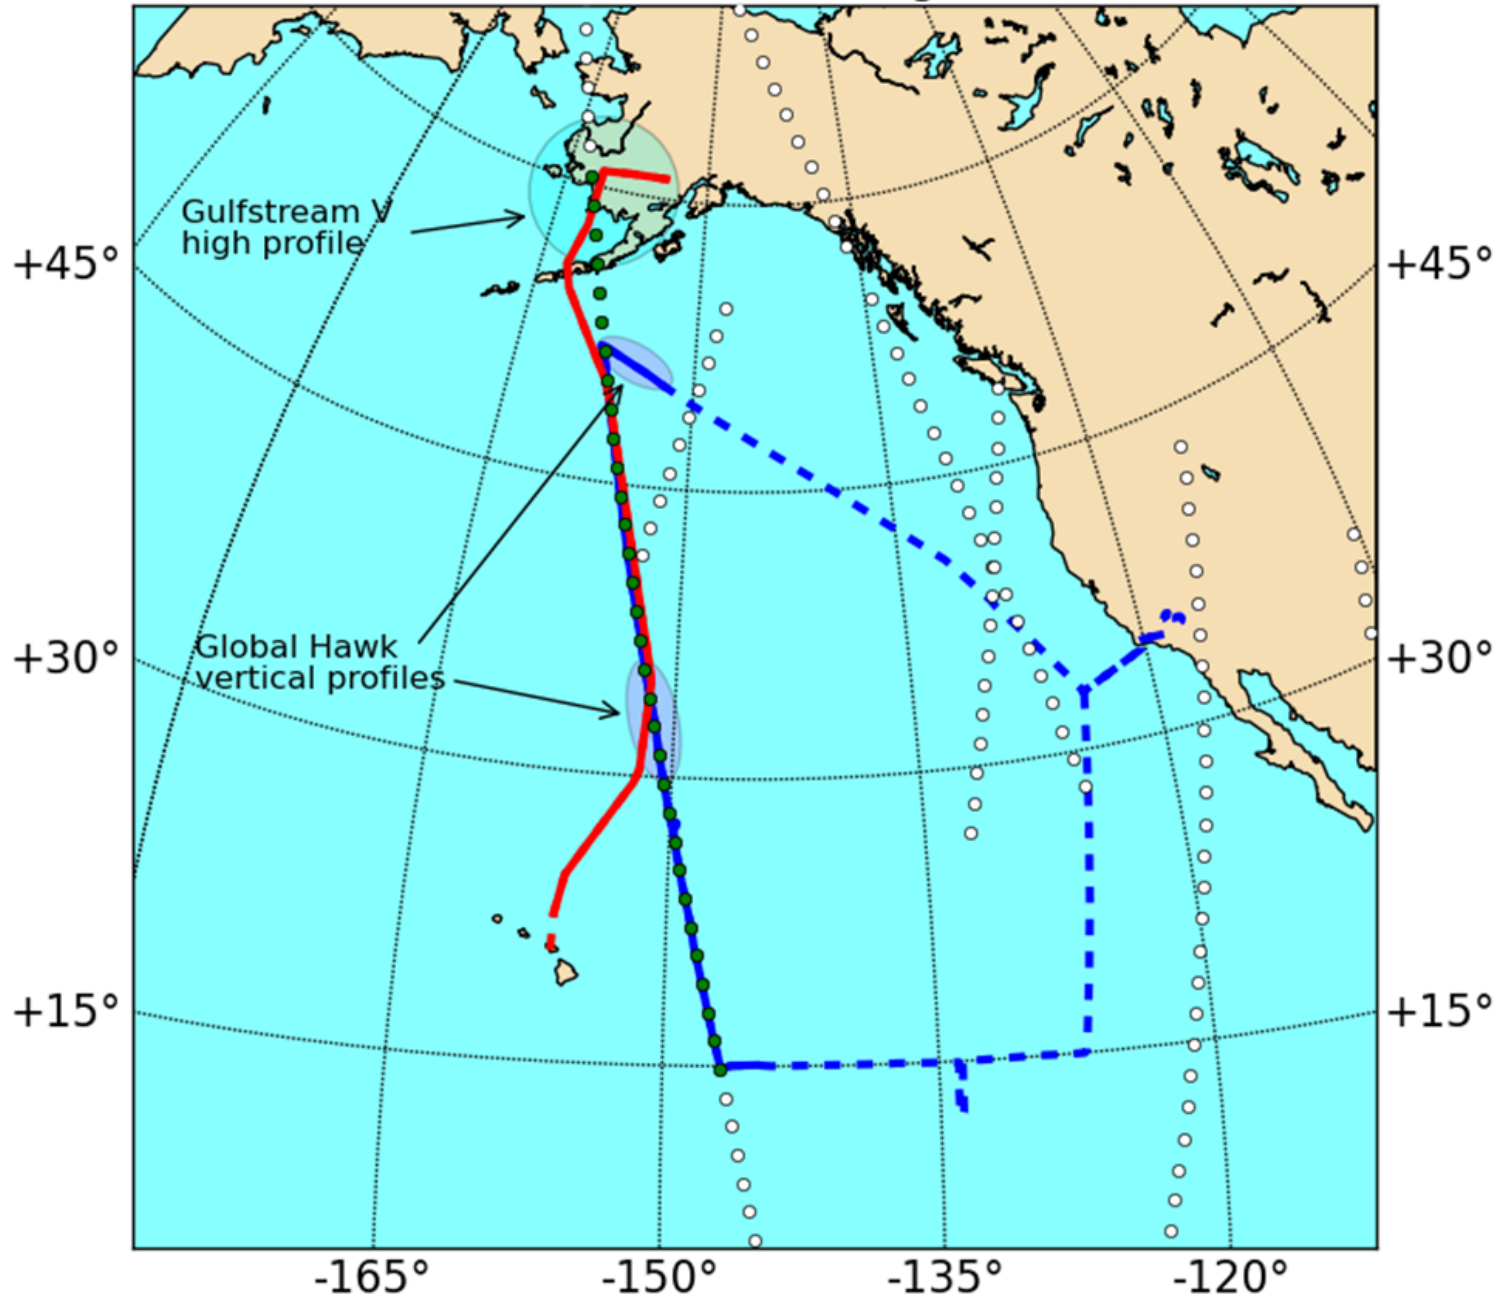 Gulfstream V
high profile
+45°
+45°
Global Hawk
vertical profiles
+30°
+30°
+15°
+15°
-165°
-150°
-135°
-120°